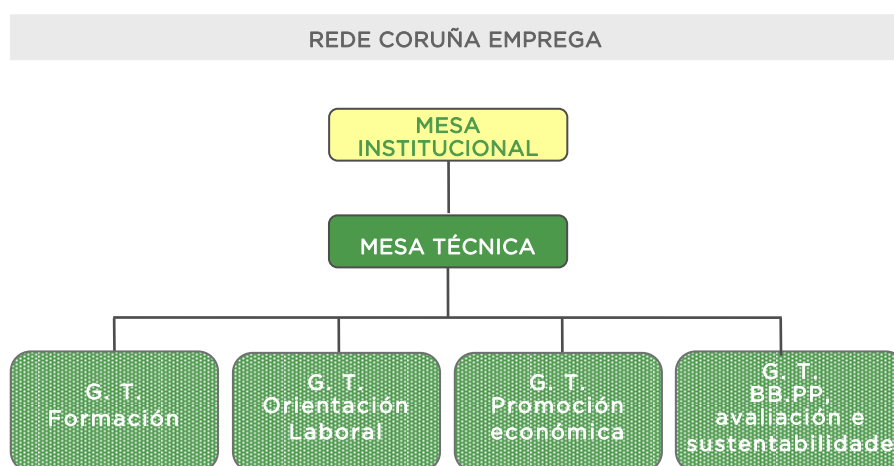 REDE CORUÑA EMPREGA
MESA
INSTITUCIONAL
MESA TÉCNICA
G. T.
Formación
G. T.
Orientación
Laboral
G. T.
Promoción
económica
G. T.
BB.PP,
avaliación e
sustentabilidade